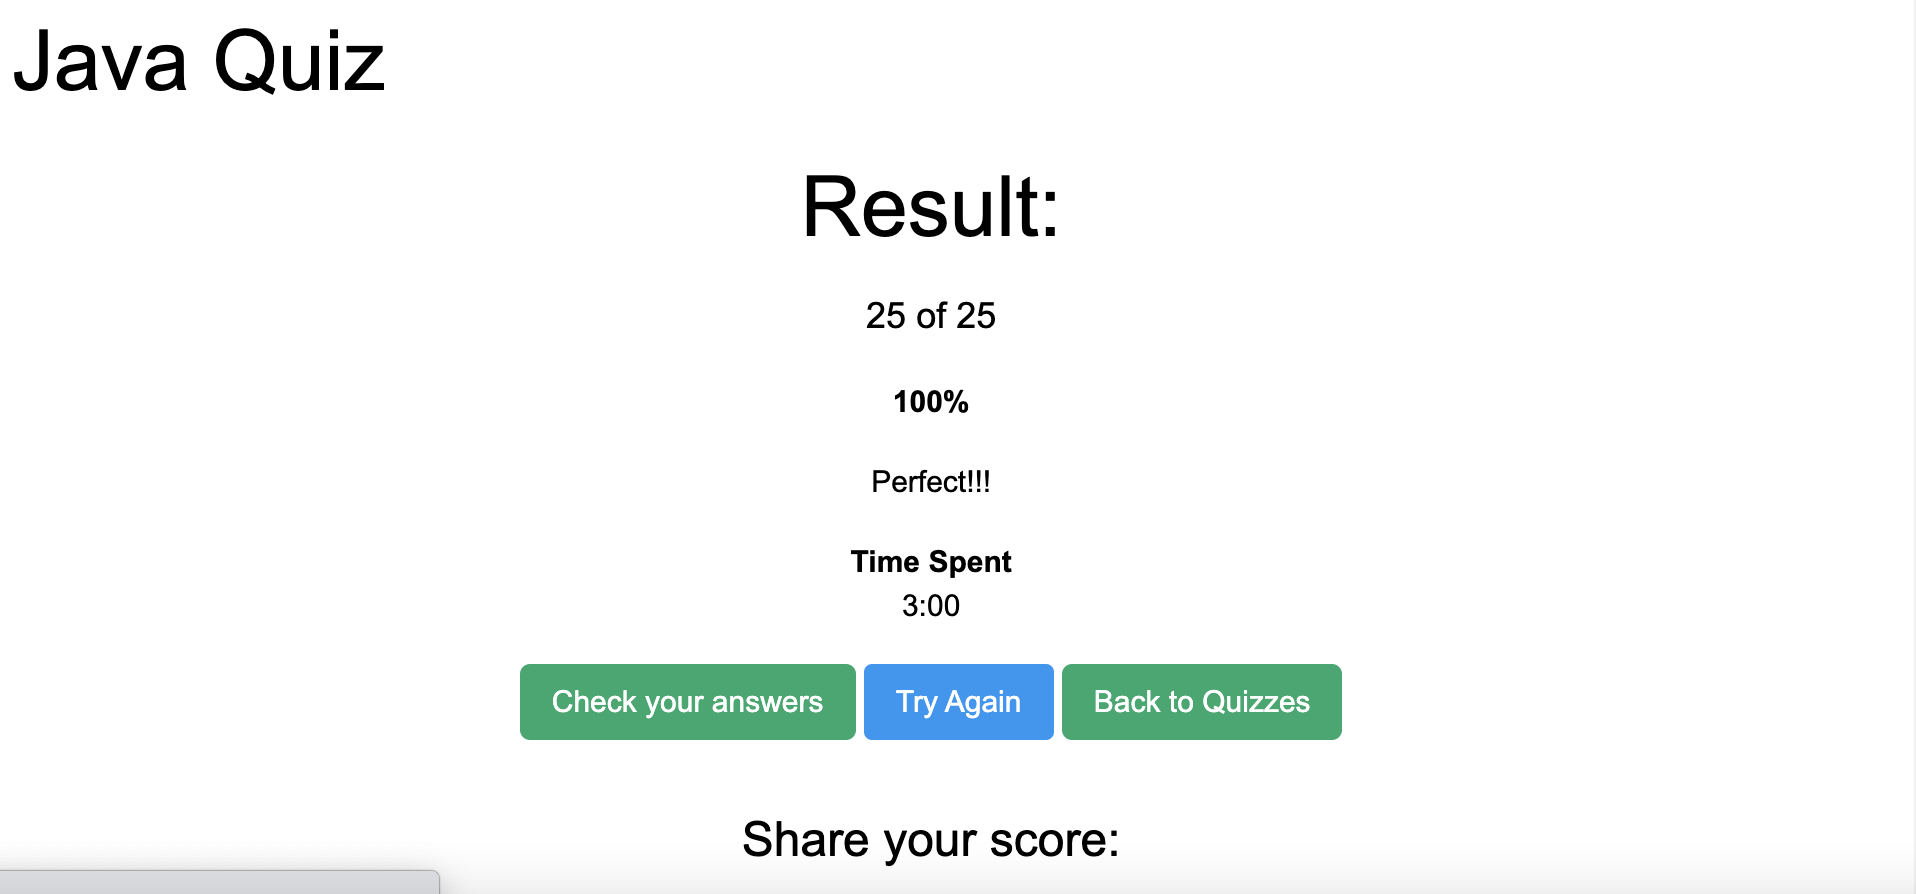 Java Quiz
Result:
25 of 25
100%
Perfect!!!
Time Spent
3:00
Check your answers Try Again Back to Quizzes
Share your score: